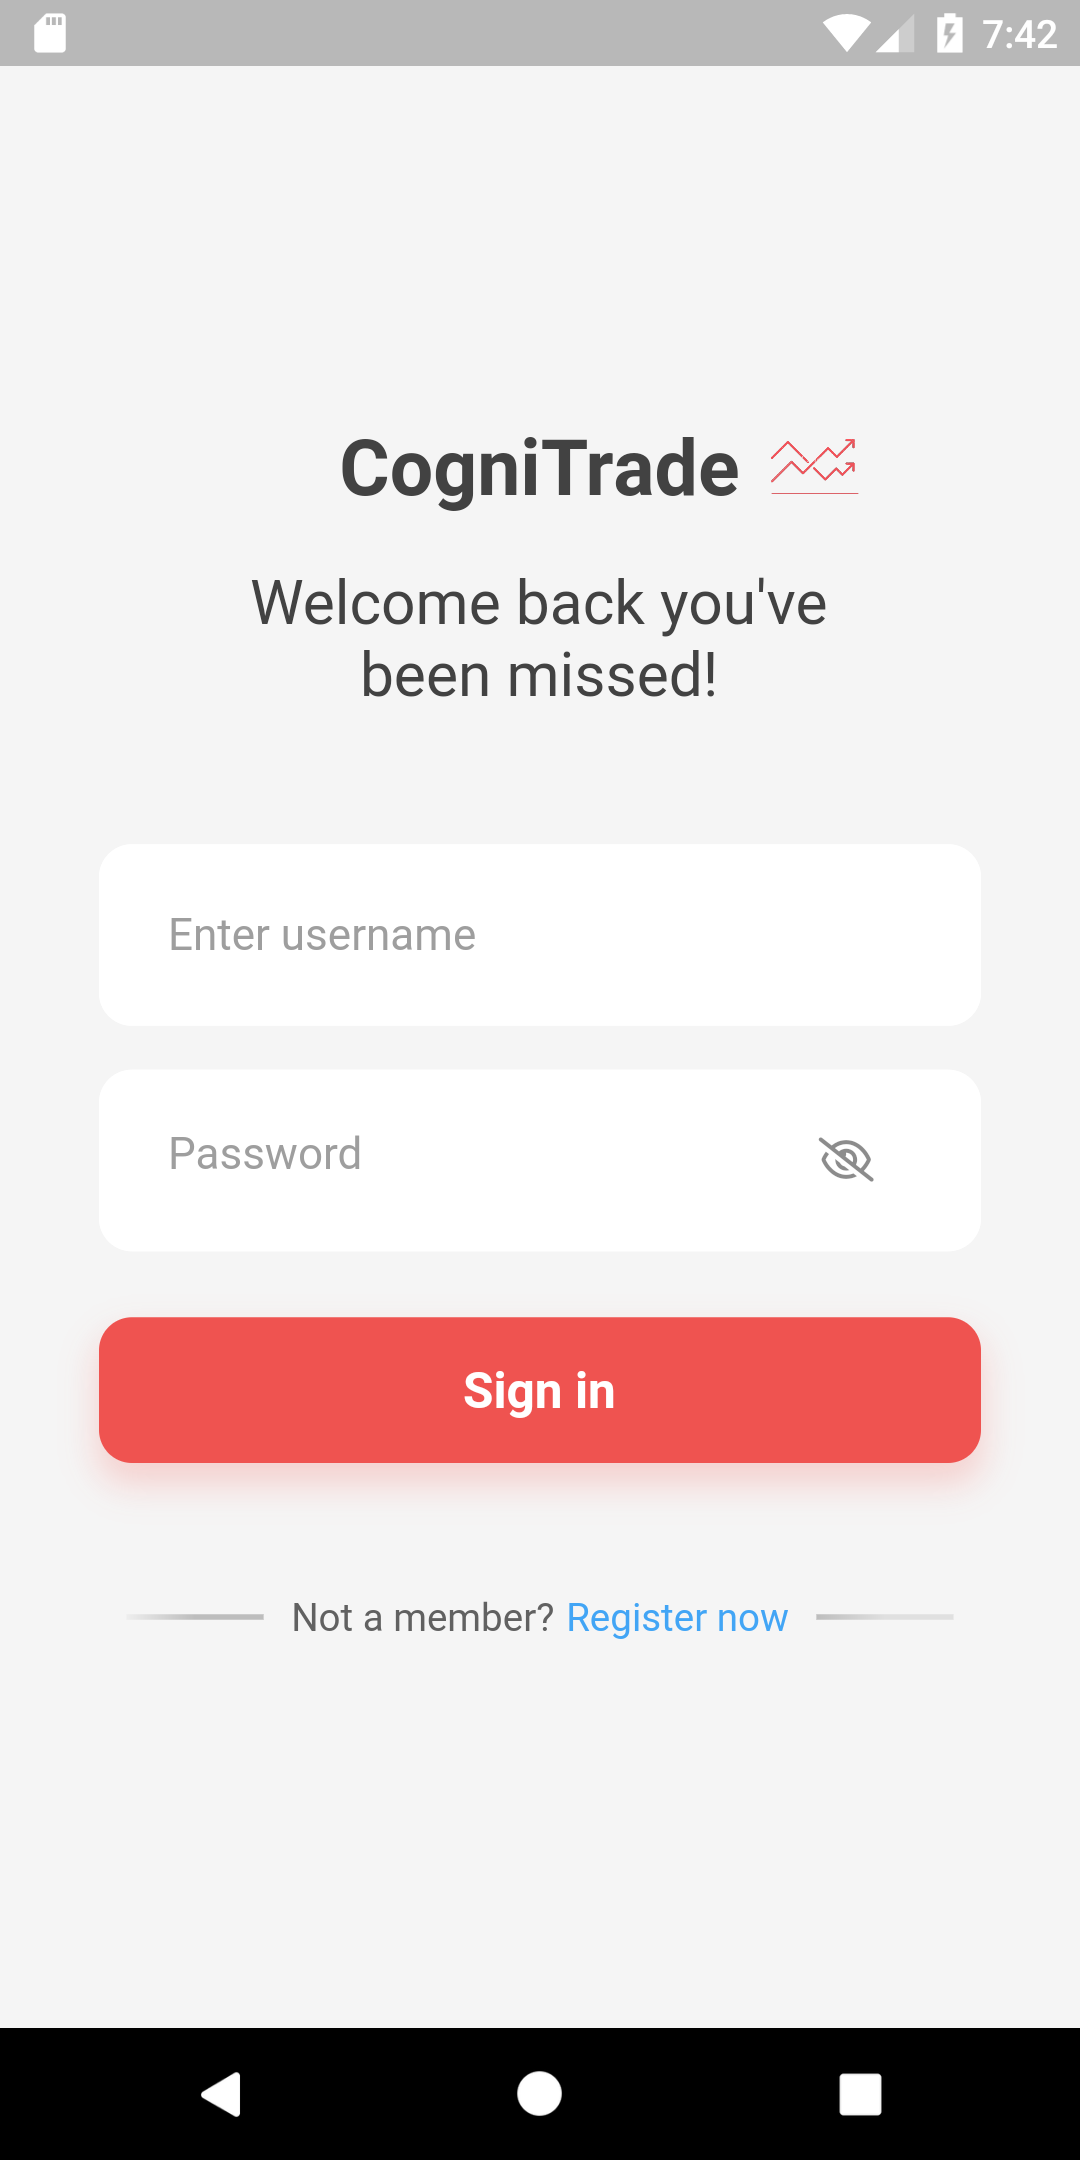 7:42
CogniTrade
Welcome back you've
been missed!
Enter username
Password
Sign in
Not a member? Register now